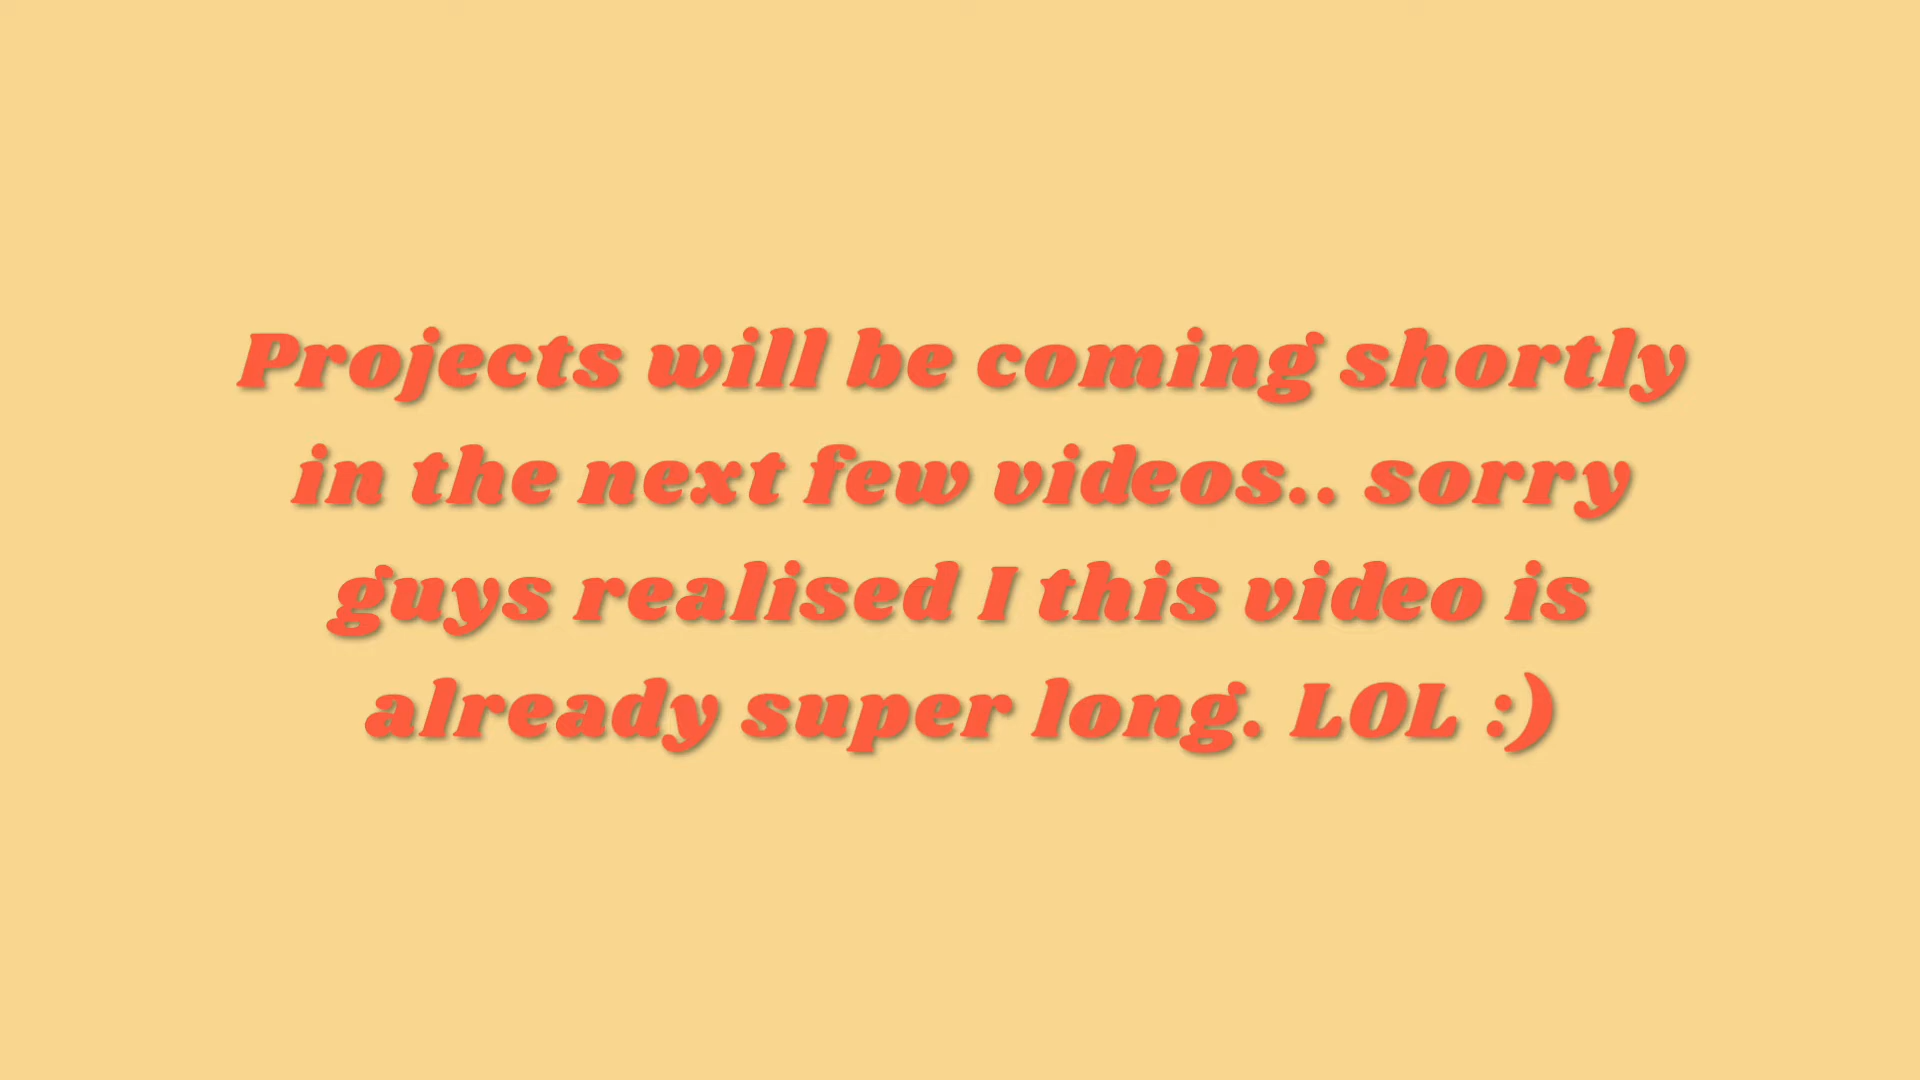 Projects will be coming shortly
in the next few videos.. sorry
guys realised I this video is
already super long. LOL :)